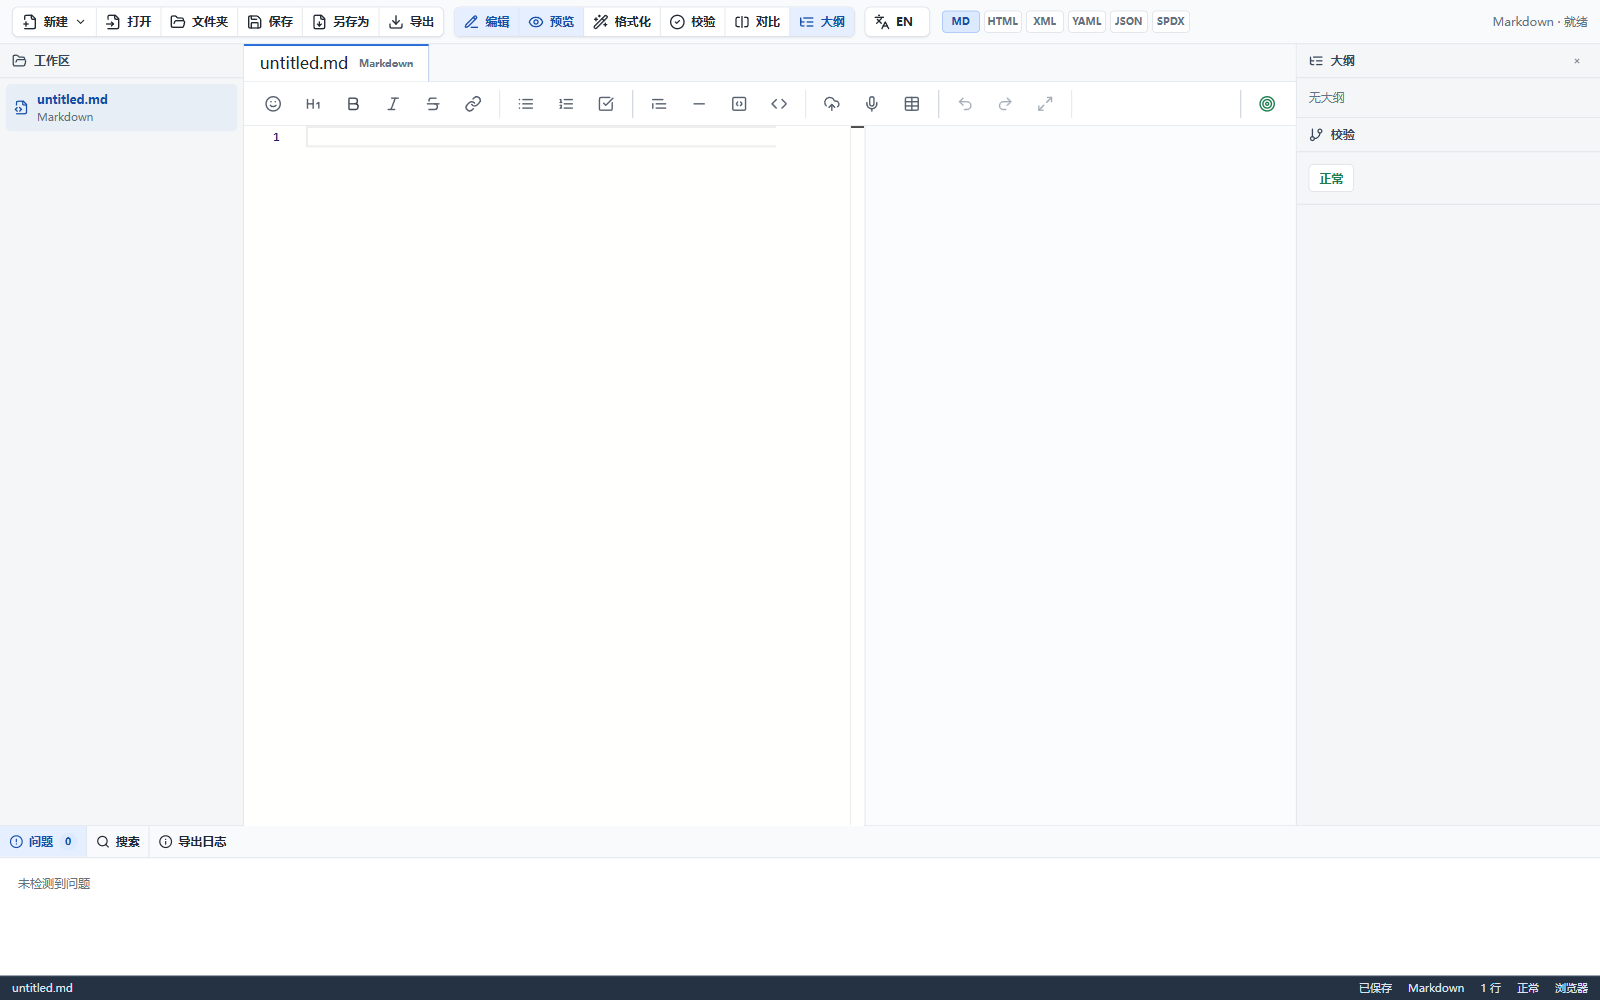 新建 打开 文件夹 保存 另存为 导出 编辑 预览 格式化 校验 对比 大纲 EN MD HTML XML YAML JSON SPDX Markdown · 就绪
工作区
untitled.md
Markdown
untitled.md Markdown
H1
1
大纲
无大纲
校验
正常
问题 0 搜索 导出日志
未检测到问题
untitled.md 已保存 Markdown 1 行 正常 浏览器